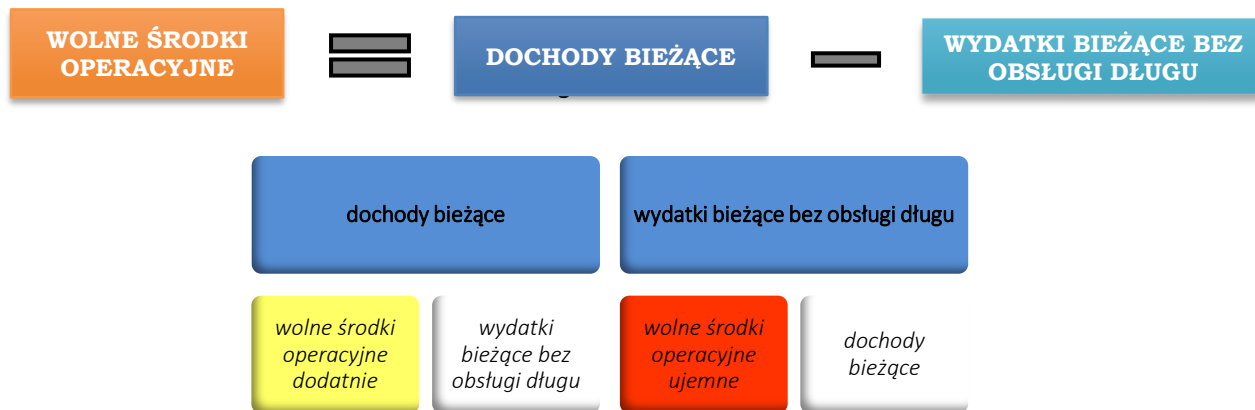 WOLNE ŚRODKI
OPERACYJNE
DOCHODY BIEŻĄCE
WYDATKI BIEŻĄCE BEZ
OBSŁUGI DŁUGU
dochody bieżące
wydatki bieżące bez obsługi długu
wolne środki
operacyjne
dodatnie
wydatki
bieżące bez
obsługi długu
wolne środki
operacyjne
ujemne
dochody
bieżące